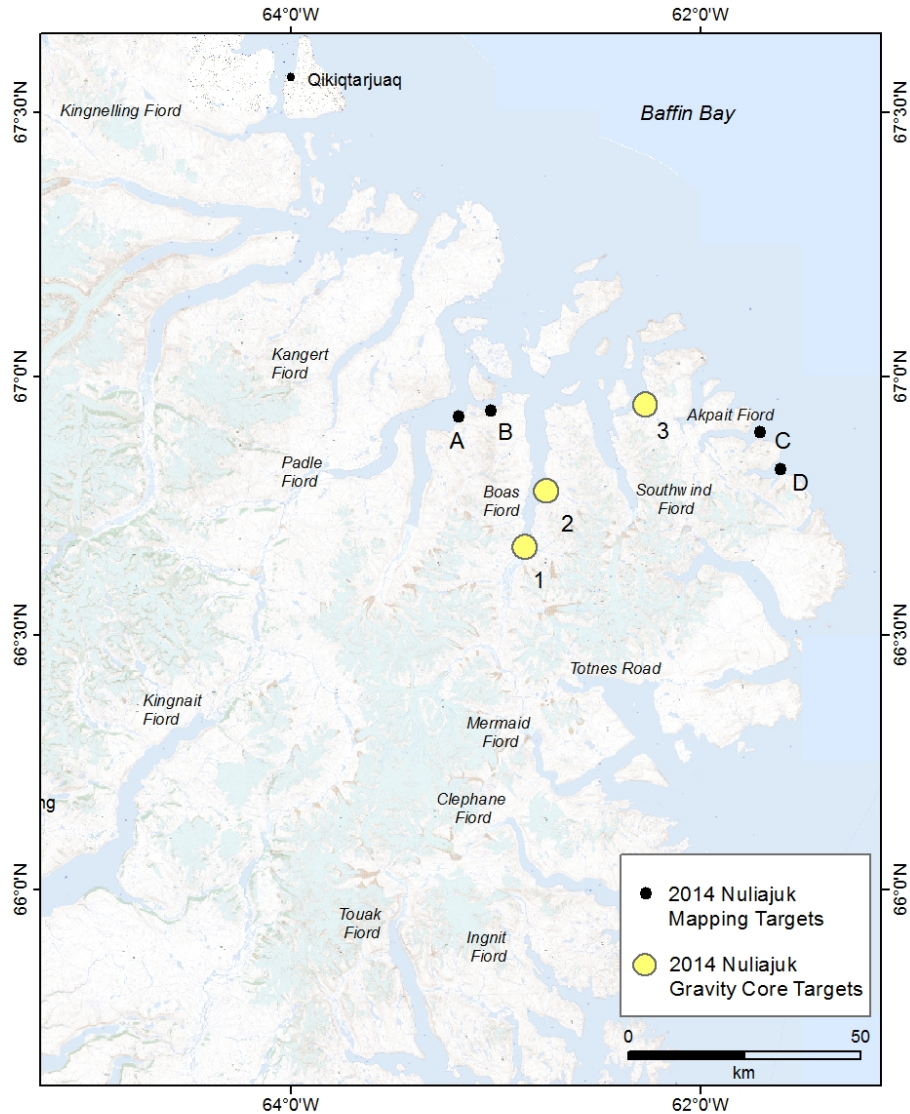 64°0'W
62°0'W
Qikiqtarjuaq
67°30'N
Kingnelling Fiord
Baffin Bay
67°30'N
Kangert
Fiord
67°0'N
67°0'N
Akpait Fiord
A
B
3
C
Padle
Fiord
Boas
Fiord
Southwind
Fiord
D
2
1
66°30'N
66°30'N
Totnes Road
Kingnait
Fiord
Mermaid
Fiord
ng
Clephane
Fiord
66°0'N
66°0'N
Touak
Fiord
Ingnit
Fiord
2014 Nuliajuk
Mapping Targets
2014 Nuliajuk
Gravity Core Targets
0
50
km
64°0'W
62°0'W